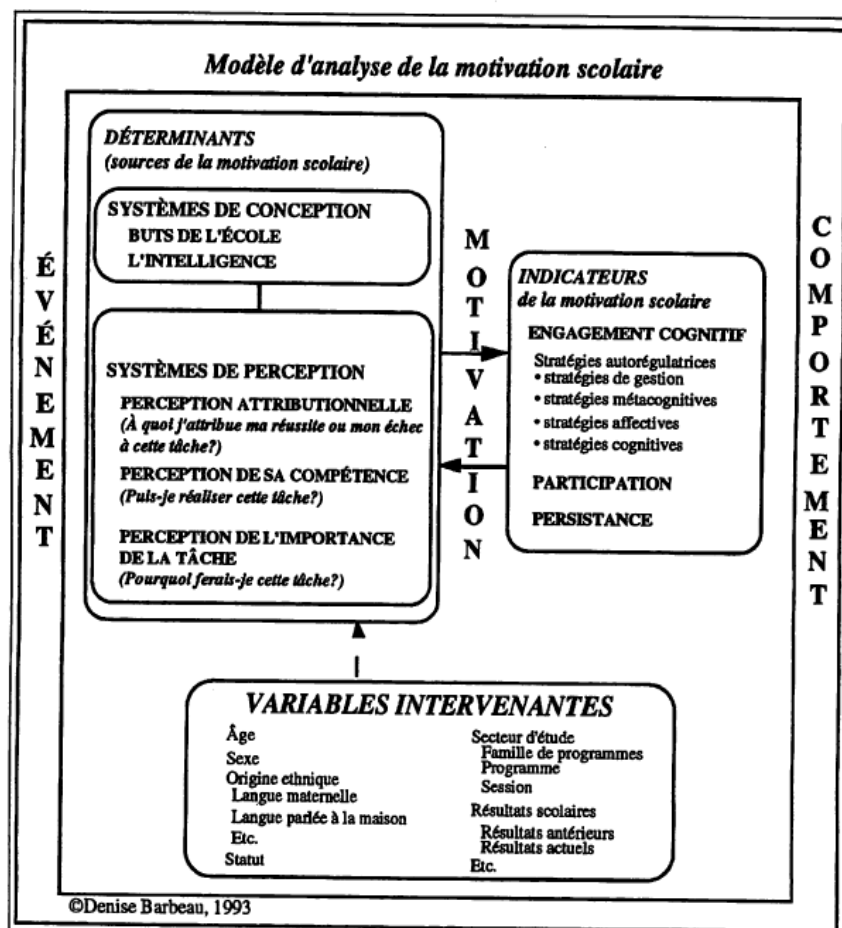 Modèle d'analyse de la motivation scolaire
ÉVÉNEMENT
DÉTERMINANTS
(sources de la motivation scolaire)
SYSTÈMES DE CONCEPTION
BUTS DE L'ÉCOLE
L'INTELLIGENCE
SYSTÈMES DE PERCEPTION
PERCEPTION ATTRIBUTIONNELLE
(À quoi j'attribue ma réussite ou mon échec
à cette tâche?)
PERCEPTION DE SA COMPÉTENCE
(Puis-je réaliser cette tâche?)
PERCEPTION DE L'IMPORTANCE
DE LA TÂCHE
(Pourquoi ferais-je cette tâche?)
MOTIVATION
INDICATEURS
de la motivation scolaire
ENGAGEMENT COGNITIF
Stratégies autorégulatrices
• stratégies de gestion
• stratégies métacognitives
• stratégies affectives
• stratégies cognitives
PARTICIPATION
PERSISTANCE
COMPORTEMENT
VARIABLES INTERVENANTES
Âge
Sexe
Origine ethnique
Langue maternelle
Langue parlée à la maison
Etc.
Statut
Secteur d'étude
Famille de programmes
Programme
Session
Résultats scolaires
Résultats antérieurs
Résultats actuels
Etc.
©Denise Barbeau, 1993